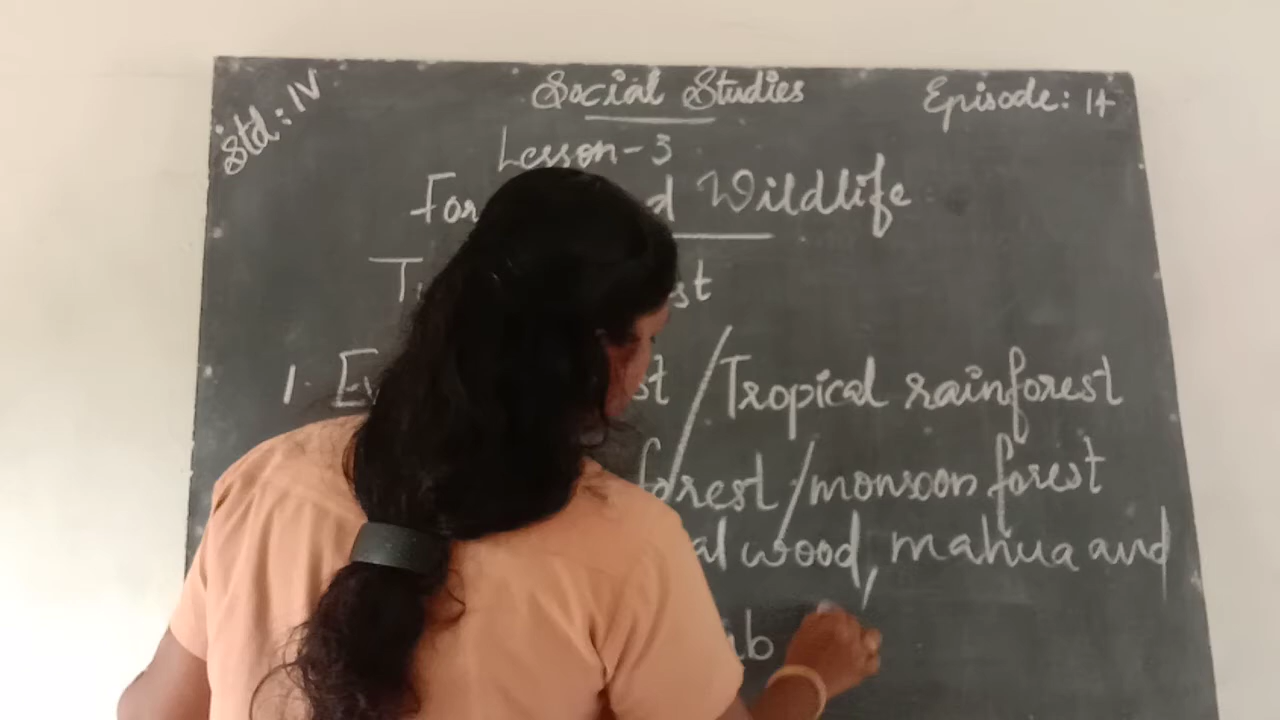 Std: IV
Social Studies
Episode: 14
Lesson - 3
For d Wildlife
T st
1. Ev st / Tropical rainforest
forest / monsoon forest
al wood, mahua and
ib